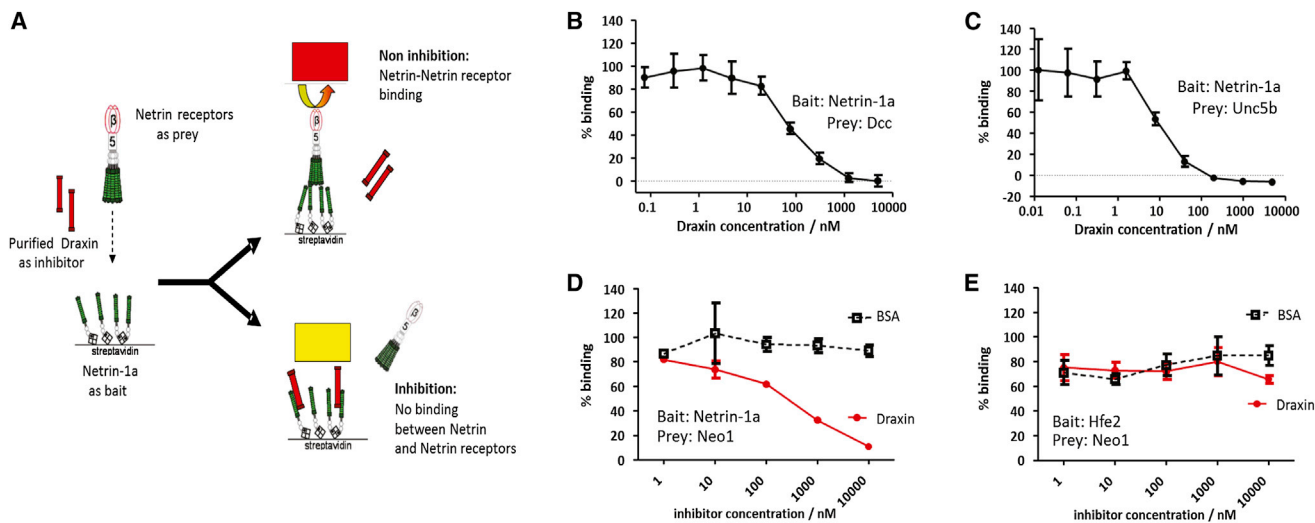 A
Netrin receptors
as prey
Purified Draxin
as inhibitor
β
5
streptavidin
Netrin-1a
as bait
Non inhibition:
Netrin-Netrin receptor
binding
β
5
streptavidin
β
5
Inhibition:
No binding
between Netrin
and Netrin receptors
streptavidin
B
% binding
140
120
100
80
60
40
20
0
Bait: Netrin-1a
Prey: Dcc
0.1 1 10 100 1000 10000
Draxin concentration / nM
C
% binding
140
120
100
80
60
40
20
0
-20
Bait: Netrin-1a
Prey: Unc5b
0.01 0.1 1 10 100 1000 10000
Draxin concentration / nM
D
% binding
140
120
100
80
60
40
20
0
BSA
Draxin
Bait: Netrin-1a
Prey: Neo1
1 10 100 1000 10000
inhibitor concentration / nM
E
% binding
140
120
100
80
60
40
20
0
BSA
Draxin
Bait: Hfe2
Prey: Neo1
1 10 100 1000 10000
inhibitor concentration / nM